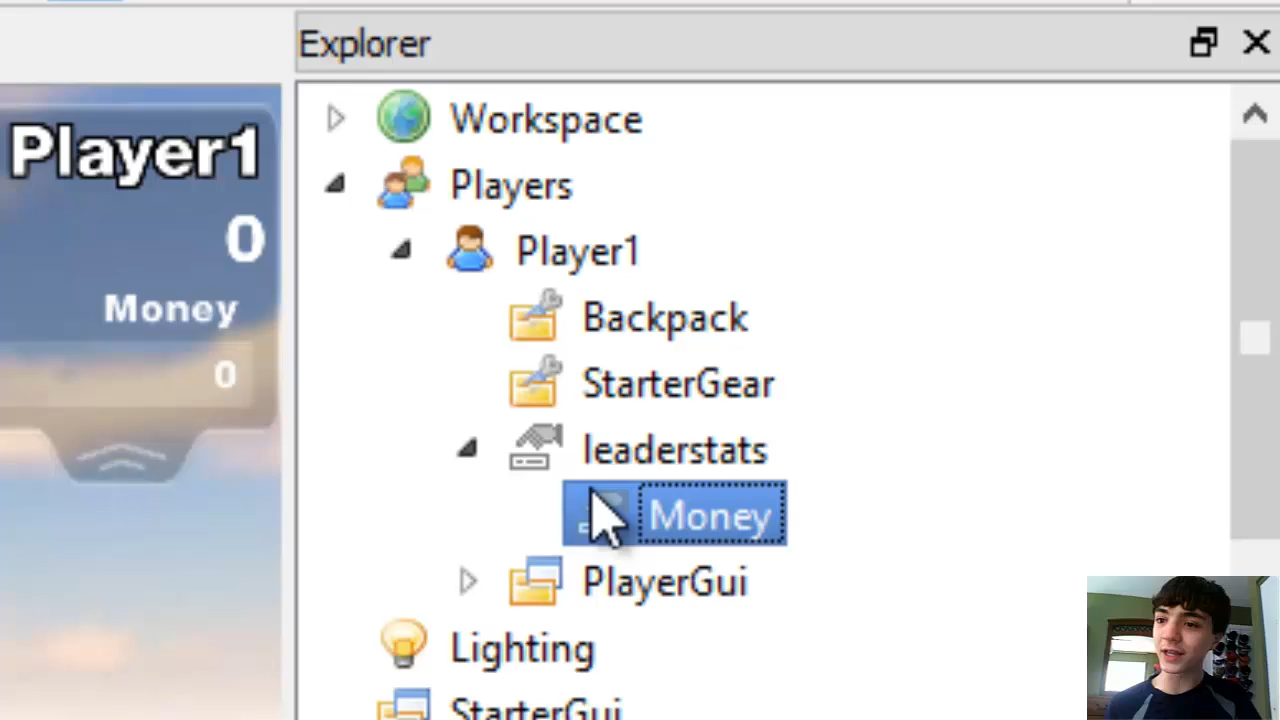 Explorer
Player1
0
Money
0
Workspace
Players
Player1
Backpack
StarterGear
leaderstats
Money
PlayerGui
Lighting
StarterGui